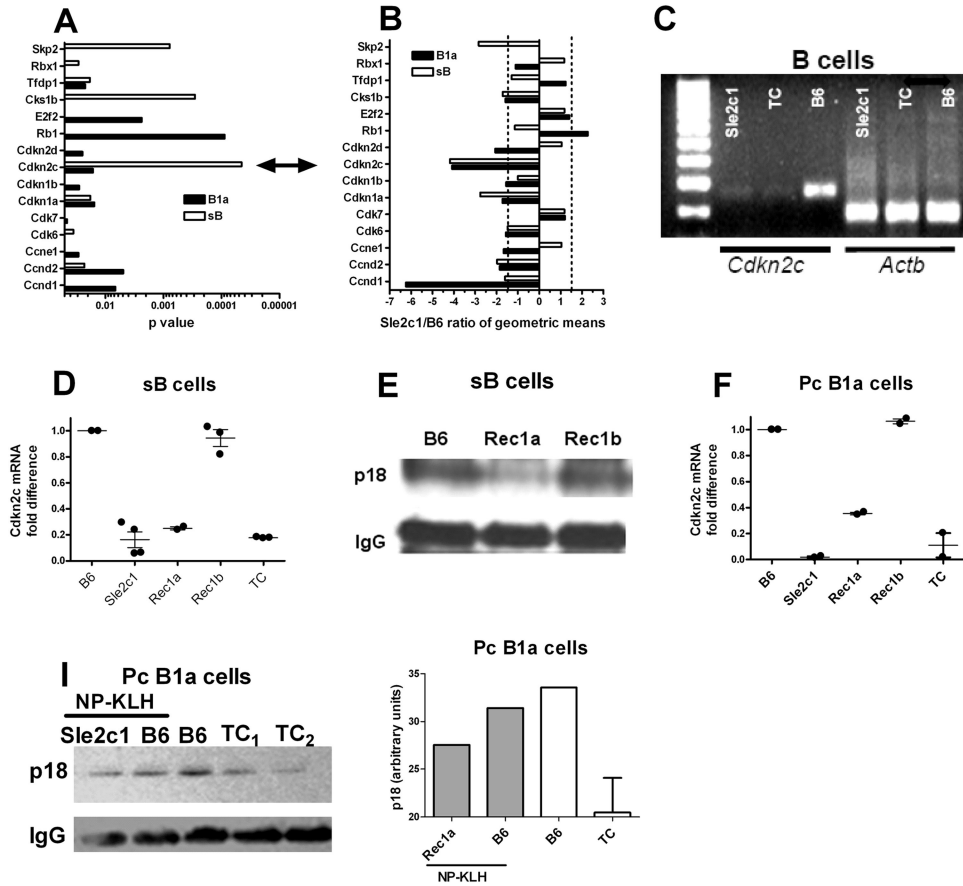 A
Skp2
Rbx1
Tfdp1
Cks1b
E2f2
Rb1
Cdkn2d
Cdkn2c
Cdkn1b
Cdkn1a
Cdk7
Cdk6
Ccne1
Ccnd2
Ccnd1
B1a
sB
0.01
0.0001
0.00001
p value
B
B1a
sB
Skp2
Rbx1
Tfdp1
Cks1b
E2f2
Rb1
Cdkn2d
Cdkn2c
Cdkn1b
Cdkn1a
Cdk7
Cdk6
Ccne1
Ccnd2
Ccnd1
-7 -6 -5 -4 -3 -2 -1 0 1 2 3
Sle2c1/B6 ratio of geometric means
C
B cells
Sle2c1 TC B6 Sle2c1 TC B6
Cdkn2c Actb
D
sB cells
Cdkn2c mRNA
fold difference
1.0
0.8
0.6
0.4
0.2
0.0
B6 Sle2c1 Rec1a Rec1b TC
E
sB cells
B6 Rec1a Rec1b
p18
IgG
F
Pc B1a cells
Cdkn2c mRNA
fold difference
1.0
0.8
0.6
0.4
0.2
0.0
B6 Sle2c1 Rec1a Rec1b TC
I
Pc B1a cells
NP-KLH
Sle2c1 B6 B6 TC1 TC2
p18
IgG
Pc B1a cells
p18 (arbitrary units)
35
30
25
20
Rec1a B6 B6 TC
NP-KLH